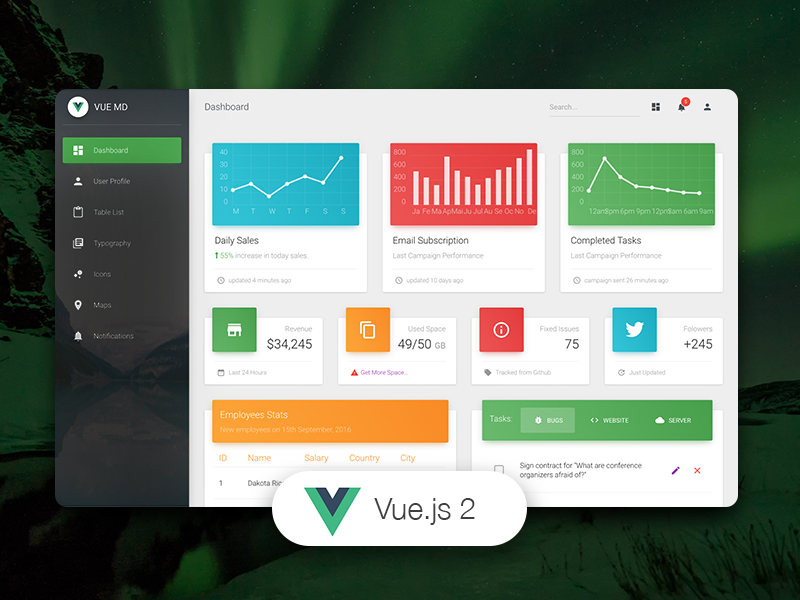 VUE MD
Dashboard
User Profile
Table List
Typography
Icons
Maps
Notifications
Dashboard
Search...
5
40
30
20
10
0
M T W T F S S
Daily Sales
55% increase in today sales.
updated 4 minutes ago
800
600
400
200
0
Ja Fe Ma Ap Mai Ju Jul Au Se Oc No De
Email Subscription
Last Campaign Performance
updated 10 days ago
800
600
400
200
0
12am 3pm 6pm 9pm 12pm 3am 6am 9am
Completed Tasks
Last Campaign Performance
campaign sent 26 minutes ago
Revenue
$34,245
Last 24 Hours
Used Space
49/50 GB
Get More Space...
Fixed Issues
75
Tracked from Github
Folowers
+245
Just Updated
Employees Stats
New employees on 15th September, 2016
ID Name Salary Country City
1 Dakota
Tasks: BUGS WEBSITE SERVER
Sign contract for "What are conference
organizers afraid of?"
Vue.js 2